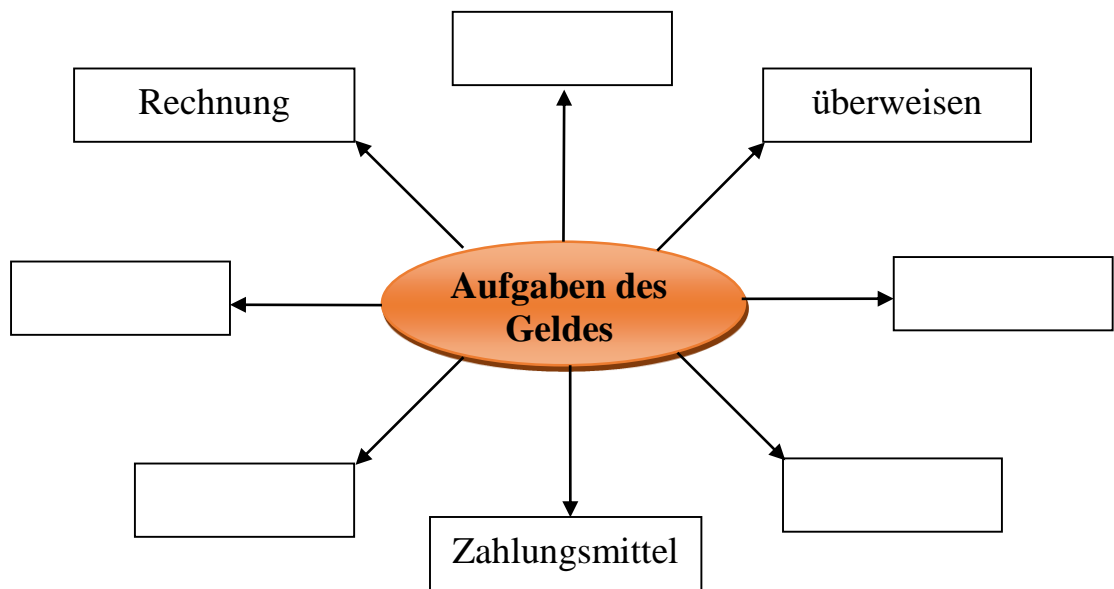 Rechnung
überweisen
Aufgaben des
Geldes
Zahlungsmittel